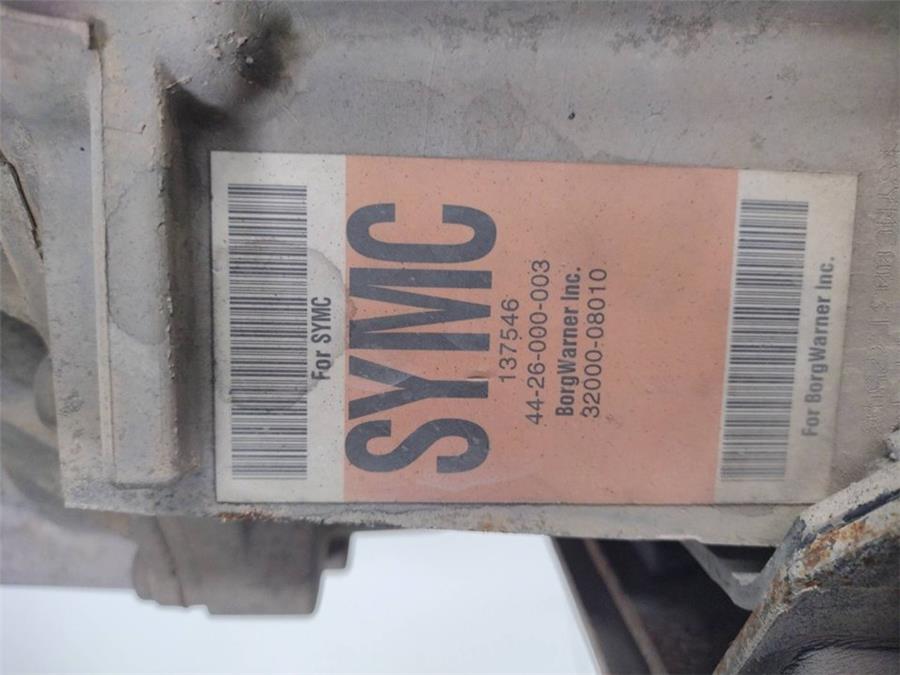 For SYMC
SYMC
137546
44-26-000-003
BorgWarner Inc.
32000-08010
For BorgWarner Inc.